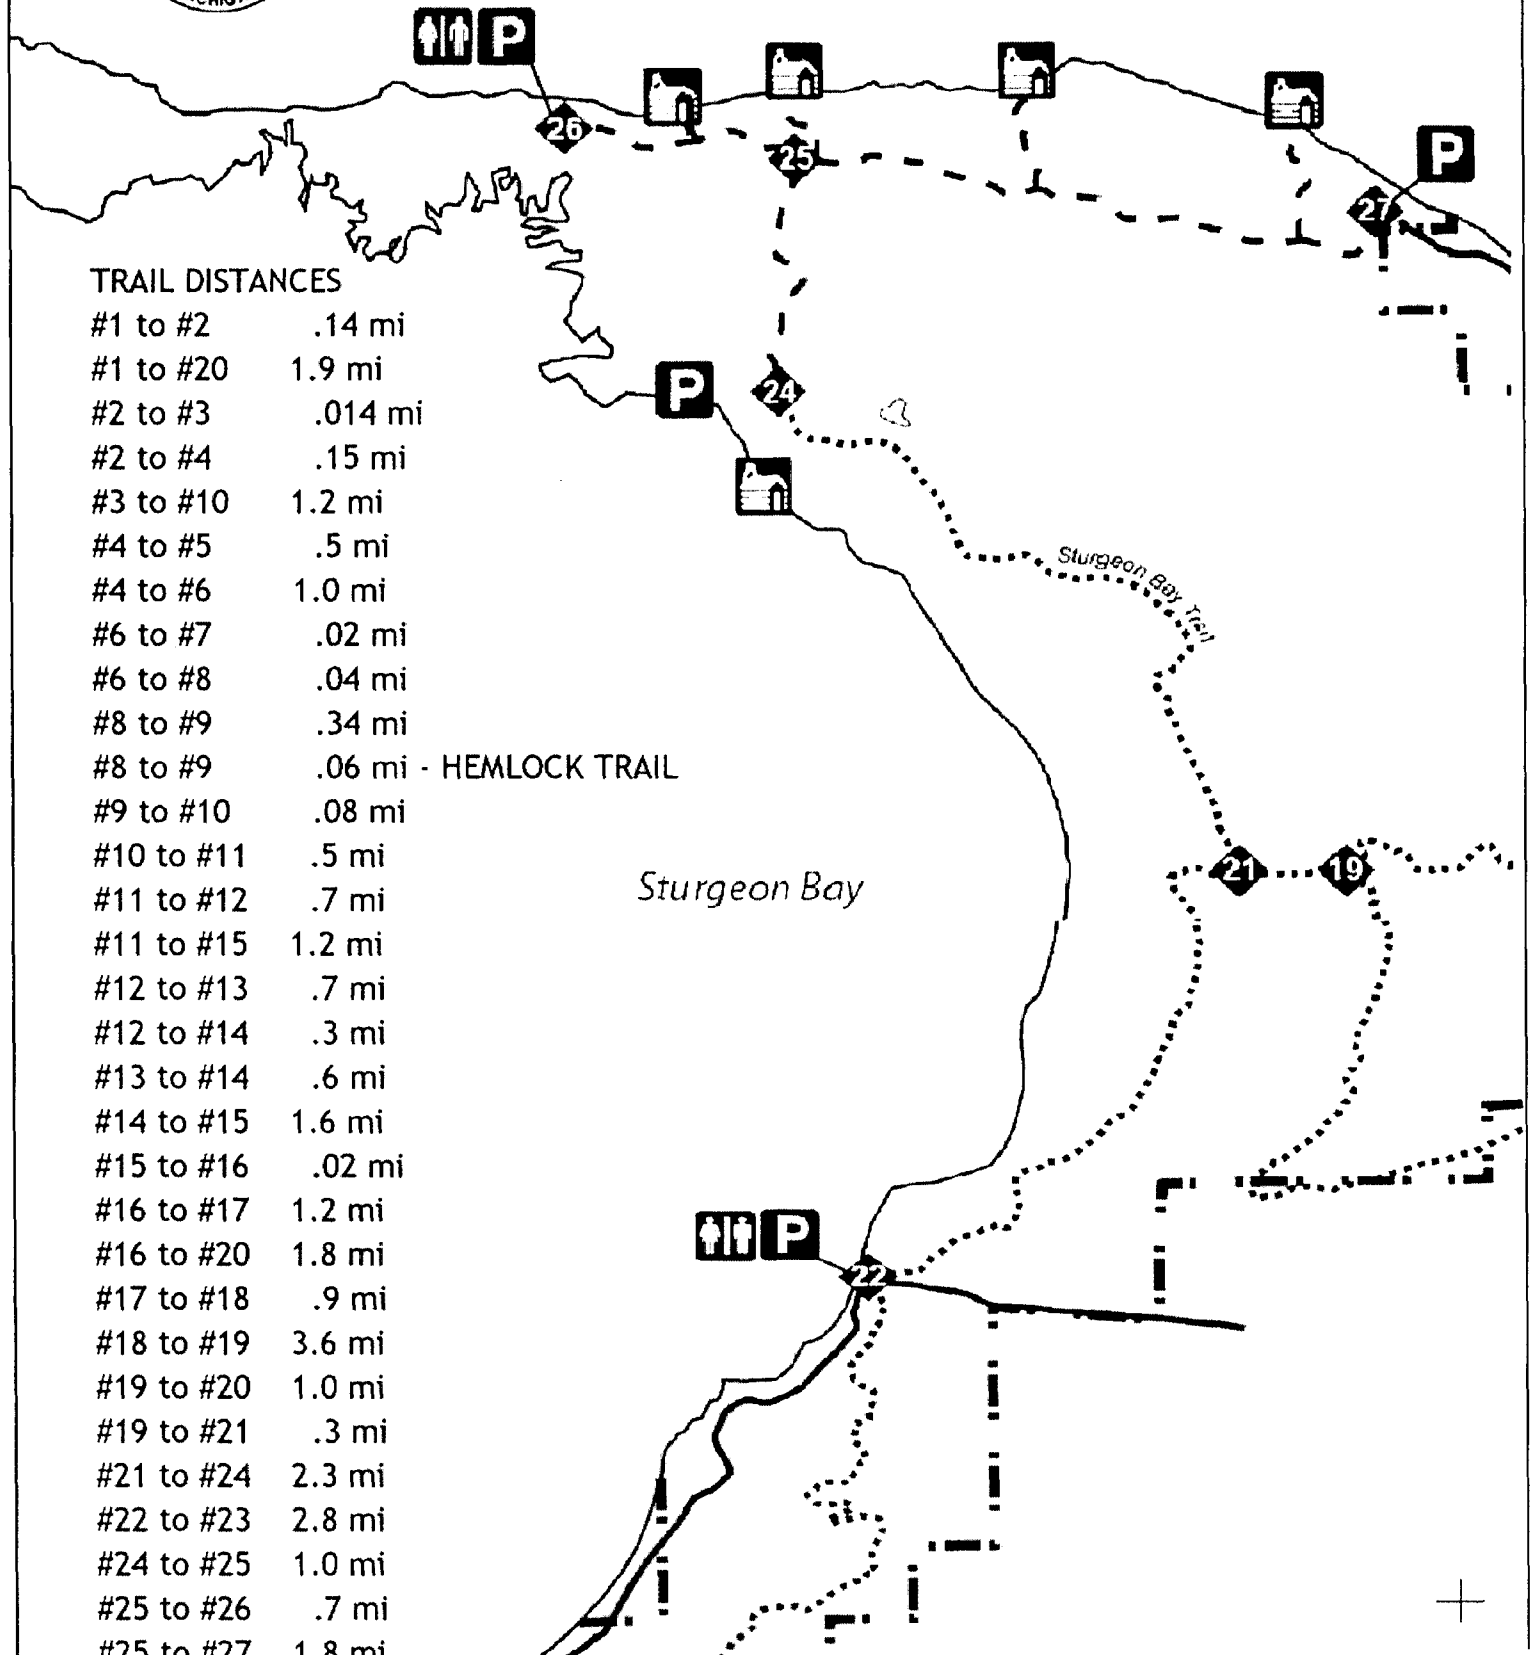 P
26
25
P
27
TRAIL DISTANCES
#1 to #2 .14 mi
#1 to #20 1.9 mi
#2 to #3 .014 mi
#2 to #4 .15 mi
#3 to #10 1.2 mi
#4 to #5 .5 mi
#4 to #6 1.0 mi
#6 to #7 .02 mi
#6 to #8 .04 mi
#8 to #9 .34 mi
#8 to #9 .06 mi - HEMLOCK TRAIL
#9 to #10 .08 mi
#10 to #11 .5 mi
#11 to #12 .7 mi
#11 to #15 1.2 mi
#12 to #13 .7 mi
#12 to #14 .3 mi
#13 to #14 .6 mi
#14 to #15 1.6 mi
#15 to #16 .02 mi
#16 to #17 1.2 mi
#16 to #20 1.8 mi
#17 to #18 .9 mi
#18 to #19 3.6 mi
#19 to #20 1.0 mi
#19 to #21 .3 mi
#21 to #24 2.3 mi
#22 to #23 2.8 mi
#24 to #25 1.0 mi
#25 to #26 .7 mi
#25 to #27 1.8 mi
P
24
Sturgeon Bay Trail
21
19
Sturgeon Bay
P
22